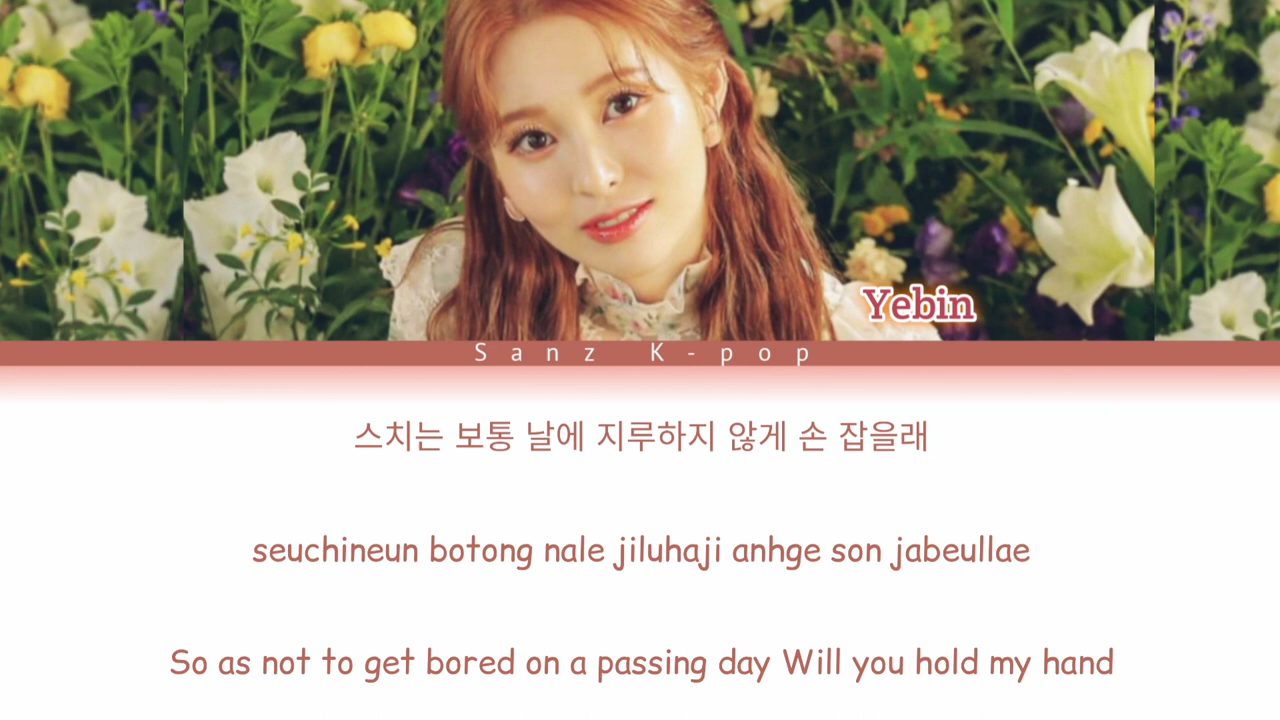 Yebin
Sanz K-pop
스치는 보통 날에 지루하지 않게 손 잡을래
seuchineun botong nale jiluhaji anhge son jabeullae
So as not to get bored on a passing day Will you hold my hand